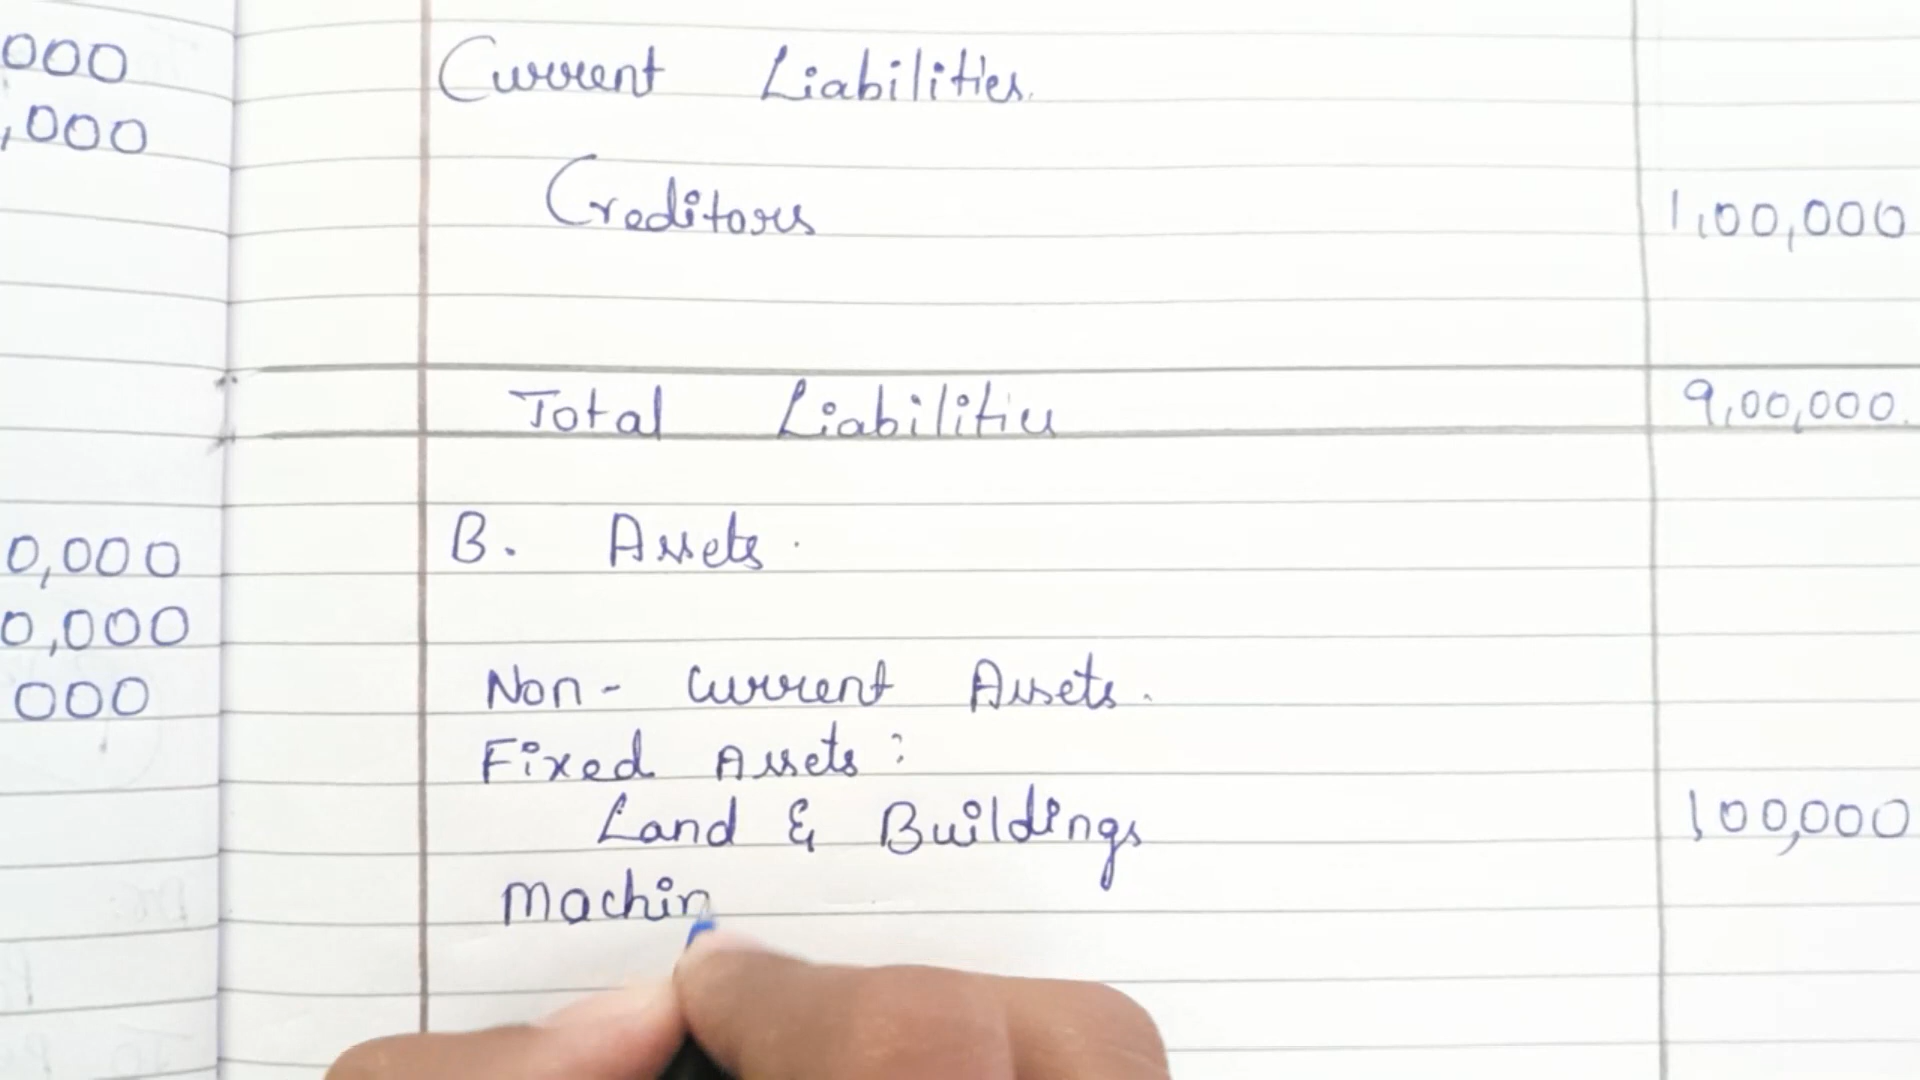 000
,000
Current Liabilities.
Creditors 1,00,000
Total Liabilities 9,00,000.
0,000
B. Assets.
0,000
000
Non- Current Assets.
Fixed Assets:
Land & Buildings 100,000
Machin